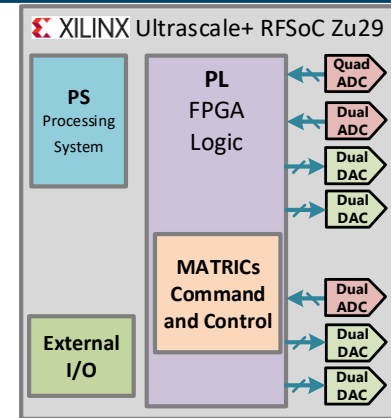 XILINX Ultrascale+ RFSoC Zu29
PS
Processing
System
PL
FPGA
Logic
MATRICs
Command
and Control
External
I/O
Quad
ADC
Dual
ADC
Dual
DAC
Dual
DAC
Dual
ADC
Dual
DAC
Dual
DAC